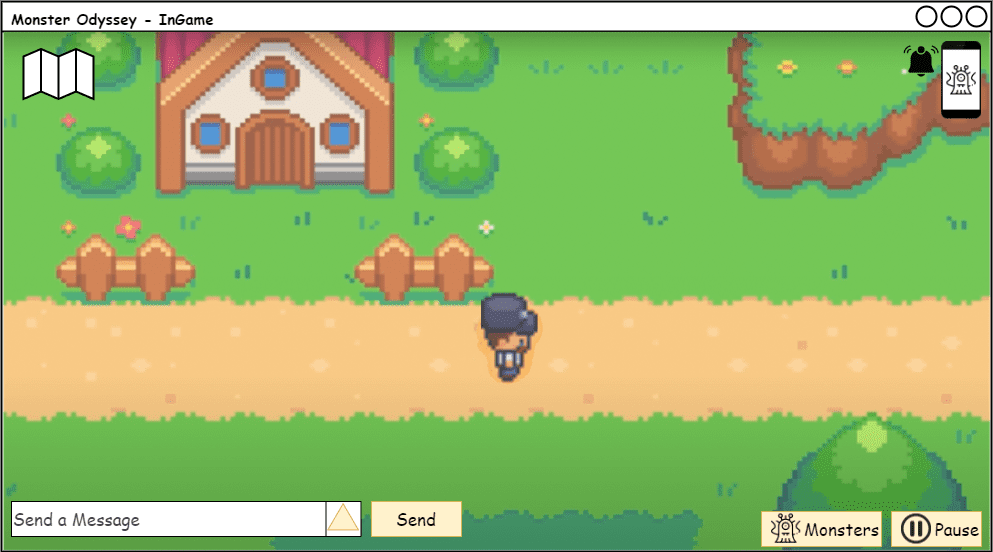 Monster Odyssey - InGame
Send a Message
Send
Monsters
Pause